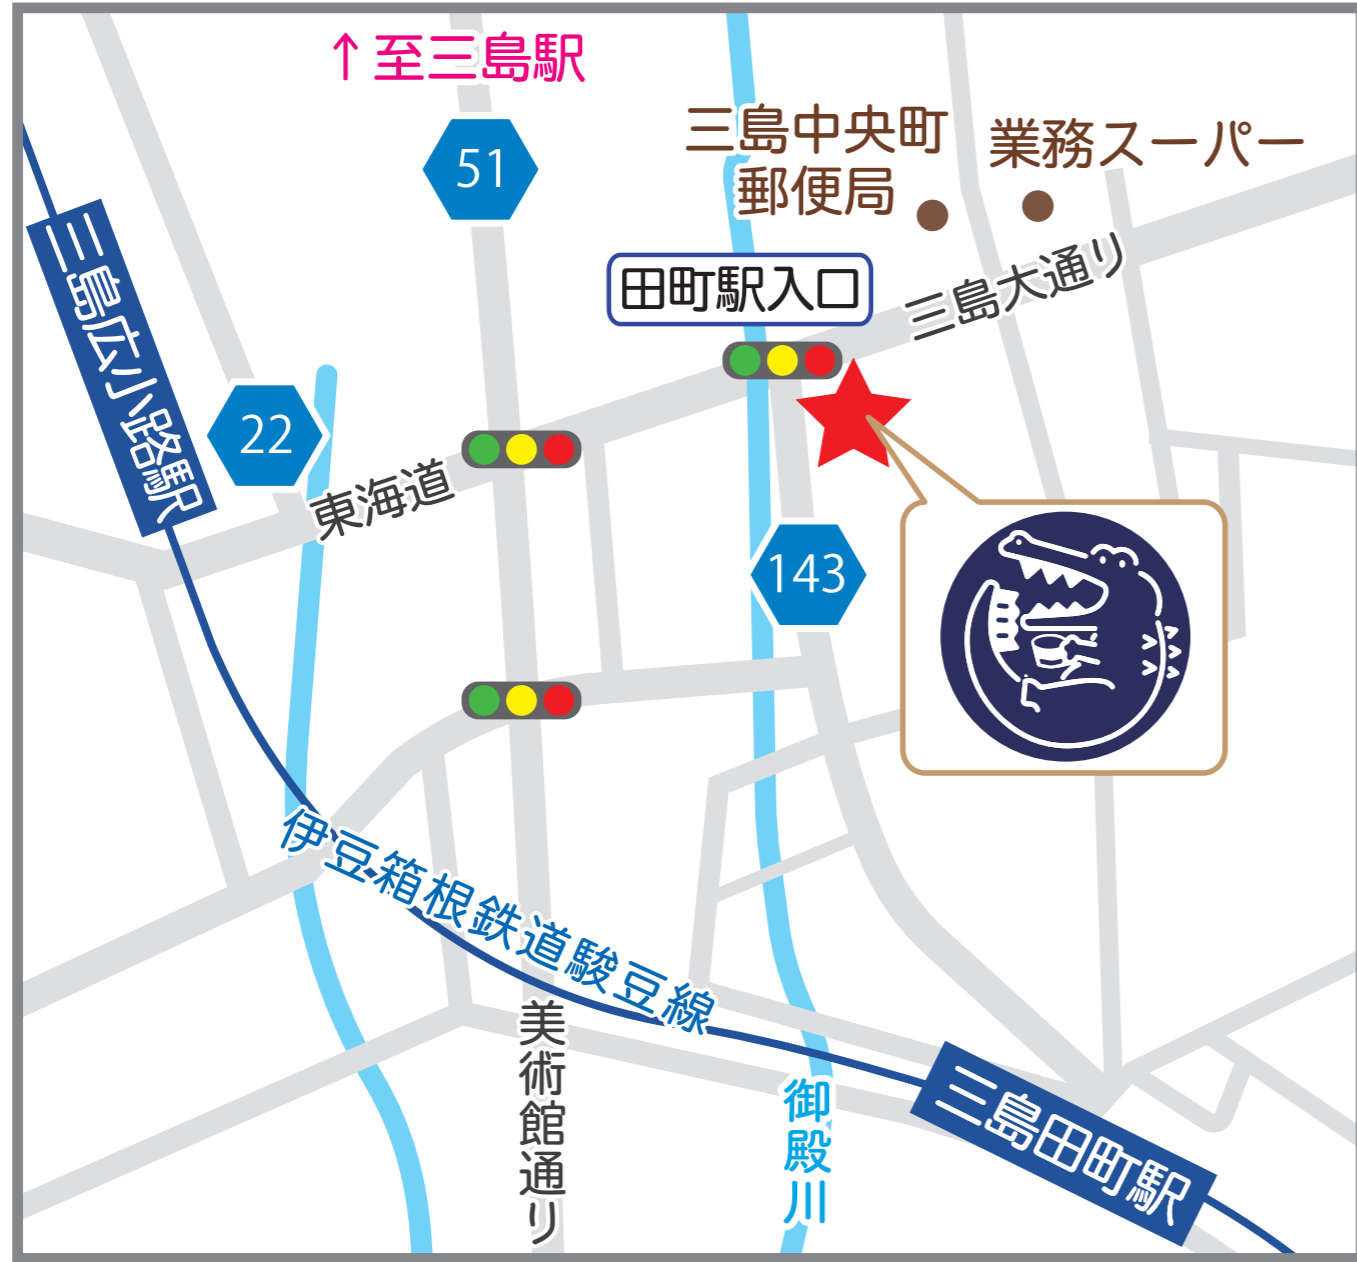 ↑至三島駅
51
三島中央町
郵便局
業務スーパー
田町駅入口
三島大通り
三島広小路駅
22
東海道
143
伊豆箱根鉄道駿豆線
美術館通り
御殿川
三島田町駅